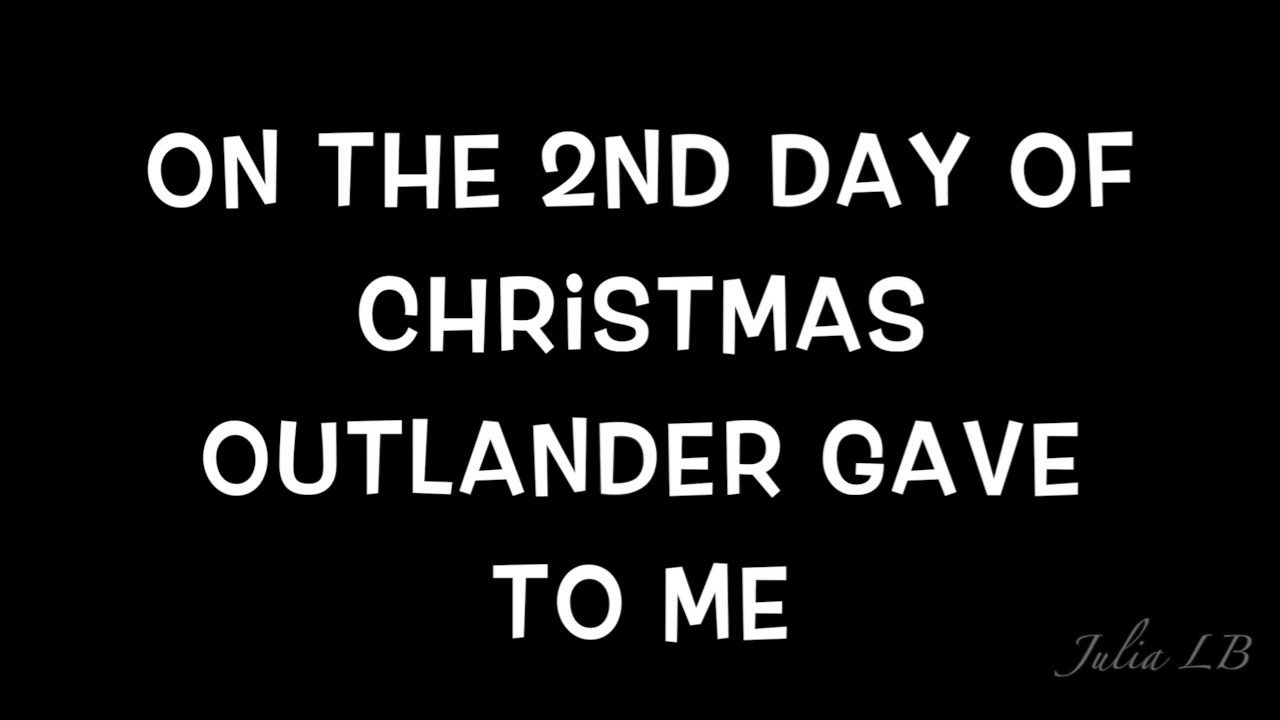 ON THE 2ND DAY OF
CHRiSTMAS
OUTLANDER GAVE
TO ME
Julia LB